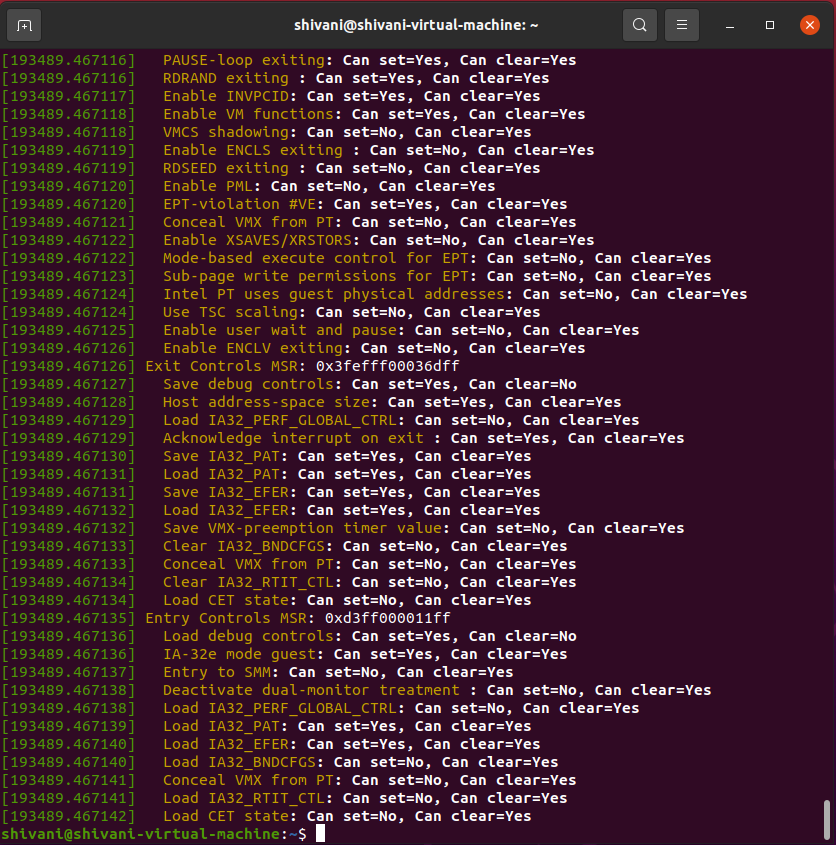 shivani@shivani-virtual-machine: ~
[193489.467116] PAUSE-loop exiting: Can set=Yes, Can clear=Yes
[193489.467116] RDRAND exiting : Can set=Yes, Can clear=Yes
[193489.467117] Enable INVPCID: Can set=Yes, Can clear=Yes
[193489.467118] Enable VM functions: Can set=Yes, Can clear=Yes
[193489.467118] VMCS shadowing: Can set=No, Can clear=Yes
[193489.467119] Enable ENCLS exiting : Can set=No, Can clear=Yes
[193489.467119] RDSEED exiting : Can set=No, Can clear=Yes
[193489.467120] Enable PML: Can set=No, Can clear=Yes
[193489.467120] EPT-violation #VE: Can set=Yes, Can clear=Yes
[193489.467121] Conceal VMX from PT: Can set=No, Can clear=Yes
[193489.467122] Enable XSAVES/XRSTORS: Can set=No, Can clear=Yes
[193489.467122] Mode-based execute control for EPT: Can set=No, Can clear=Yes
[193489.467123] Sub-page write permissions for EPT: Can set=No, Can clear=Yes
[193489.467124] Intel PT uses guest physical addresses: Can set=No, Can clear=Yes
[193489.467124] Use TSC scaling: Can set=No, Can clear=Yes
[193489.467125] Enable user wait and pause: Can set=No, Can clear=Yes
[193489.467126] Enable ENCLV exiting: Can set=No, Can clear=Yes
[193489.467126] Exit Controls MSR: 0x3fefff00036dff
[193489.467127] Save debug controls: Can set=Yes, Can clear=No
[193489.467128] Host address-space size: Can set=Yes, Can clear=Yes
[193489.467129] Load IA32_PERF_GLOBAL_CTRL: Can set=No, Can clear=Yes
[193489.467129] Acknowledge interrupt on exit : Can set=Yes, Can clear=Yes
[193489.467130] Save IA32_PAT: Can set=Yes, Can clear=Yes
[193489.467131] Load IA32_PAT: Can set=Yes, Can clear=Yes
[193489.467131] Save IA32_EFER: Can set=Yes, Can clear=Yes
[193489.467132] Load IA32_EFER: Can set=Yes, Can clear=Yes
[193489.467132] Save VMX-preemption timer value: Can set=No, Can clear=Yes
[193489.467133] Clear IA32_BNDCFGS: Can set=No, Can clear=Yes
[193489.467133] Conceal VMX from PT: Can set=No, Can clear=Yes
[193489.467134] Clear IA32_RTIT_CTL: Can set=No, Can clear=Yes
[193489.467134] Load CET state: Can set=No, Can clear=Yes
[193489.467135] Entry Controls MSR: 0xd3ff000011ff
[193489.467136] Load debug controls: Can set=Yes, Can clear=No
[193489.467136] IA-32e mode guest: Can set=Yes, Can clear=Yes
[193489.467137] Entry to SMM: Can set=No, Can clear=Yes
[193489.467138] Deactivate dual-monitor treatment : Can set=No, Can clear=Yes
[193489.467138] Load IA32_PERF_GLOBAL_CTRL: Can set=No, Can clear=Yes
[193489.467139] Load IA32_PAT: Can set=Yes, Can clear=Yes
[193489.467140] Load IA32_EFER: Can set=Yes, Can clear=Yes
[193489.467140] Load IA32_BNDCFGS: Can set=No, Can clear=Yes
[193489.467141] Conceal VMX from PT: Can set=No, Can clear=Yes
[193489.467141] Load IA32_RTIT_CTL: Can set=No, Can clear=Yes
[193489.467142] Load CET state: Can set=No, Can clear=Yes
shivani@shivani-virtual-machine:~$